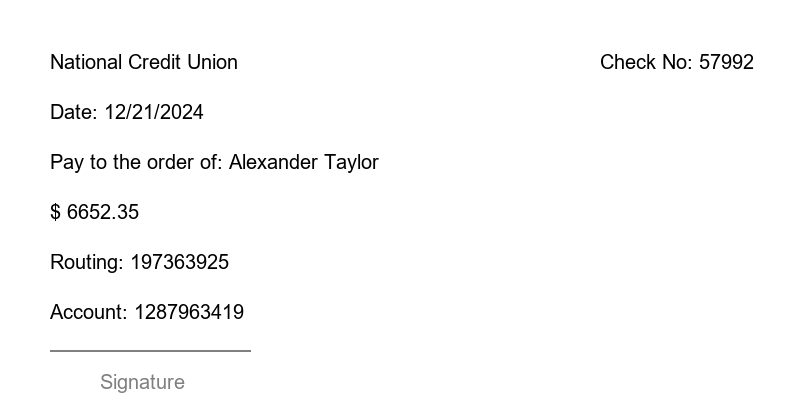 National Credit Union Check No: 57992
Date: 12/21/2024
Pay to the order of: Alexander Taylor
$ 6652.35
Routing: 197363925
Account: 1287963419
Signature